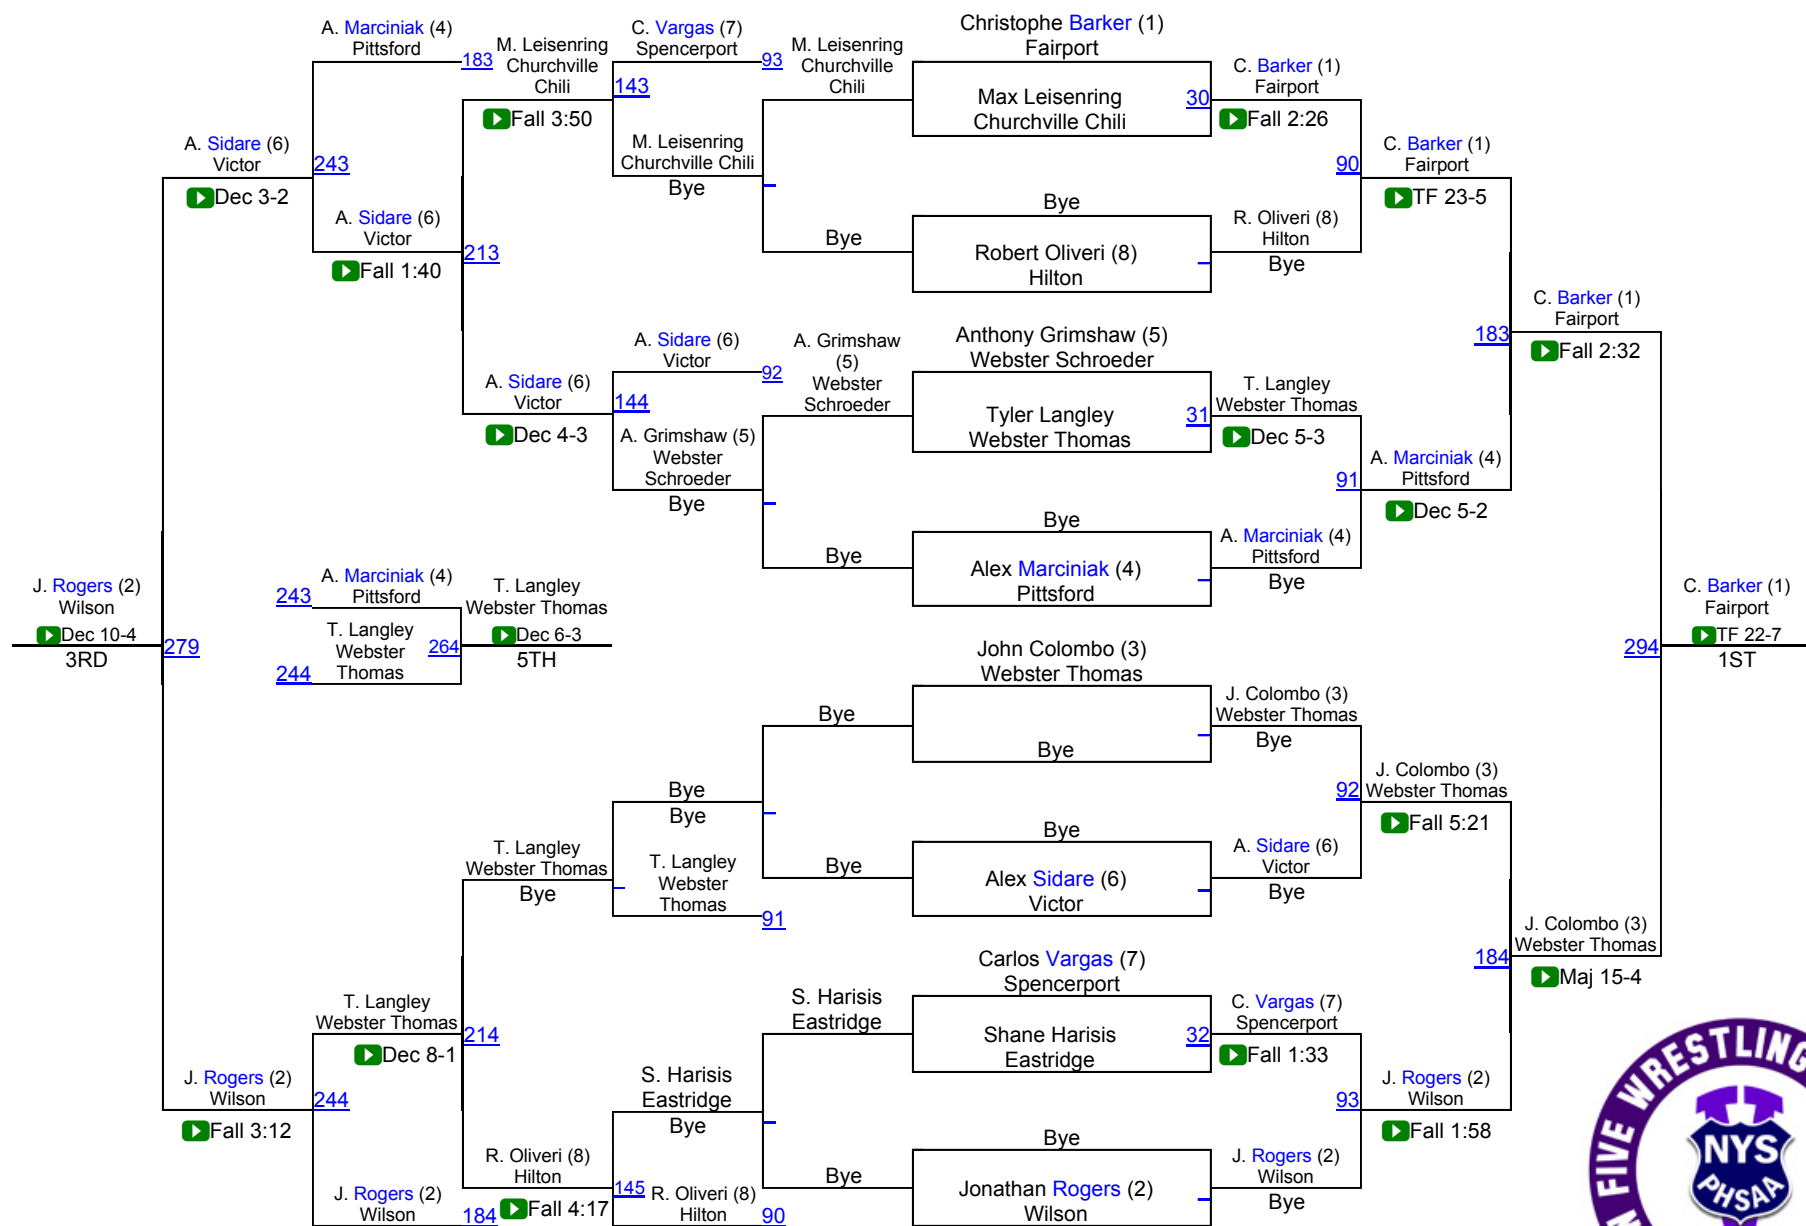 Christophe Barker (1)
Fairport
A. Marciniak (4)
Pittsford
183
M. Leisenring
Churchville
Chili
Fall 3:50
C. Vargas (7)
Spencerport
93
143
M. Leisenring
Churchville
Chili
Max Leisenring
Churchville Chili
30
C. Barker (1)
Fairport
Fall 2:26
A. Sidare (6)
Victor
Dec 3-2
243
M. Leisenring
Churchville Chili
Bye
90
C. Barker (1)
Fairport
TF 23-5
A. Sidare (6)
Victor
Fall 1:40
213
Bye
Bye
Robert Oliveri (8)
Hilton
R. Oliveri (8)
Hilton
Bye
C. Barker (1)
Fairport
183
Fall 2:32
A. Sidare (6)
Victor
92
A. Grimshaw
(5)
Webster
Schroeder
Anthony Grimshaw (5)
Webster Schroeder
A. Sidare (6)
Victor
Dec 4-3
144
Tyler Langley
Webster Thomas
31
T. Langley
Webster Thomas
Dec 5-3
A. Grimshaw (5)
Webster
Schroeder
Bye
91
A. Marciniak (4)
Pittsford
Dec 5-2
Bye
Bye
Alex Marciniak (4)
Pittsford
A. Marciniak (4)
Pittsford
Bye
J. Rogers (2)
Wilson
Dec 10-4
3RD
279
243
A. Marciniak (4)
Pittsford
T. Langley
Webster
Thomas
244
264
T. Langley
Webster Thomas
Dec 6-3
5TH
C. Barker (1)
Fairport
TF 22-7
1ST
294
John Colombo (3)
Webster Thomas
Bye
Bye
J. Colombo (3)
Webster Thomas
Bye
Bye
Bye
92
J. Colombo (3)
Webster Thomas
Fall 5:21
T. Langley
Webster Thomas
Bye
T. Langley
Webster
Thomas
91
Bye
Bye
Alex Sidare (6)
Victor
A. Sidare (6)
Victor
Bye
J. Colombo (3)
Webster Thomas
184
Maj 15-4
Carlos Vargas (7)
Spencerport
T. Langley
Webster Thomas
Dec 8-1
214
S. Harisis
Eastridge
Shane Harisis
Eastridge
32
C. Vargas (7)
Spencerport
Fall 1:33
J. Rogers (2)
Wilson
Fall 3:12
244
S. Harisis
Eastridge
Bye
93
J. Rogers (2)
Wilson
Fall 1:58
Bye
Bye
R. Oliveri (8)
Hilton
Fall 4:17
145
R. Oliveri (8)
Hilton
90
J. Rogers (2)
Wilson
184
Jonathan Rogers (2)
Wilson
J. Rogers (2)
Wilson
Bye
FIVE WRESTLING
NYS
PHSAA